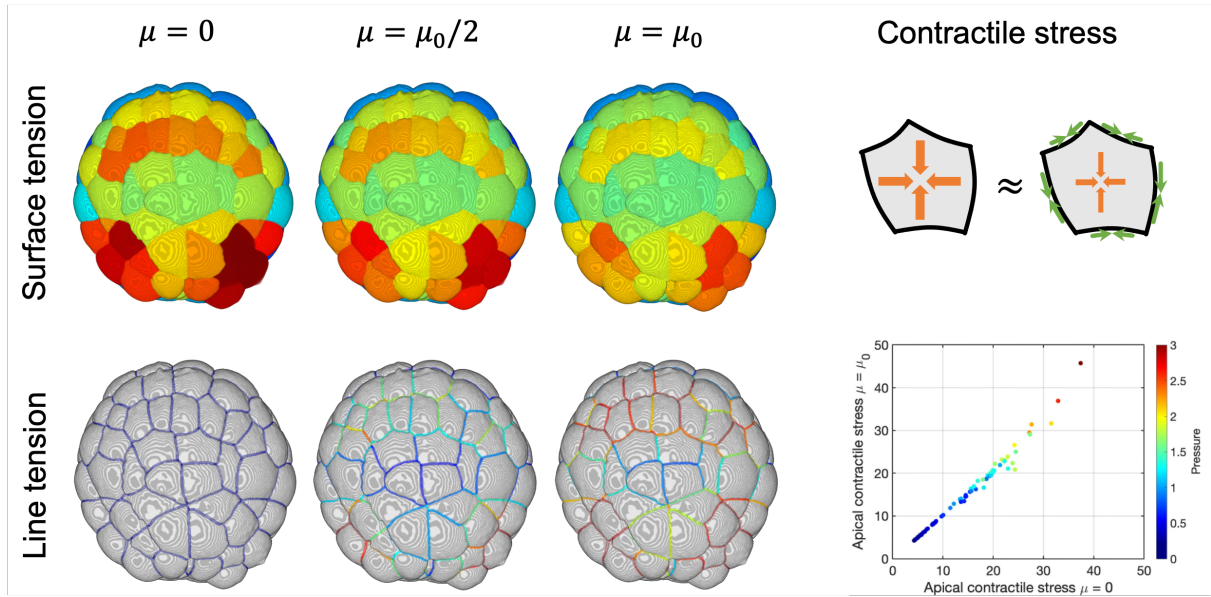 μ = 0
μ = μ₀/2
μ = μ₀
Contractile stress
Surface tension
≈
Line tension
Apical contractile stress μ = μ₀
50
40
30
20
10
0
0
10
20
30
40
50
Apical contractile stress μ = 0
3
2.5
2
1.5
1
0.5
0
Pressure